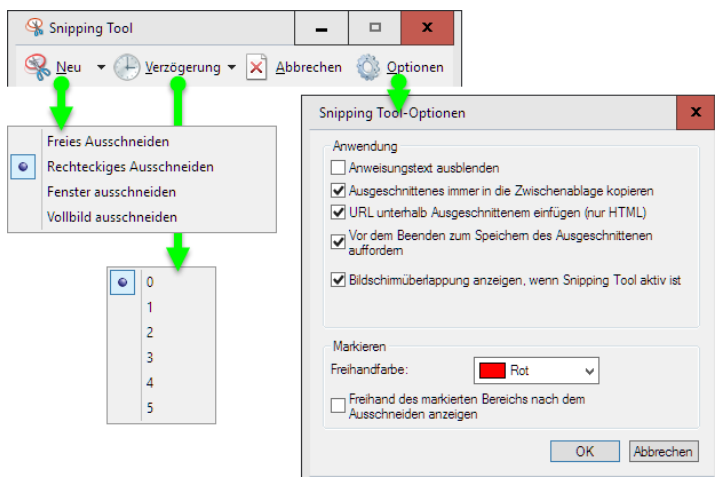 Snipping Tool
Neu Verzögerung Abbrechen Optionen
Freies Ausschneiden
Rechteckiges Ausschneiden
Fenster ausschneiden
Vollbild ausschneiden
0
1
2
3
4
5
Snipping Tool-Optionen
Anwendung
Anweisungstext ausblenden
Ausgeschnittenes immer in die Zwischenablage kopieren
URL unterhalb Ausgeschnittenem einfügen (nur HTML)
Vor dem Beenden zum Speichern des Ausgeschnittenen
auffordern
Bildschirmüberlappung anzeigen, wenn Snipping Tool aktiv ist
Markieren
Freihandfarbe:
Rot
Freihand des markierten Bereichs nach dem
Ausschneiden anzeigen
OK Abbrechen